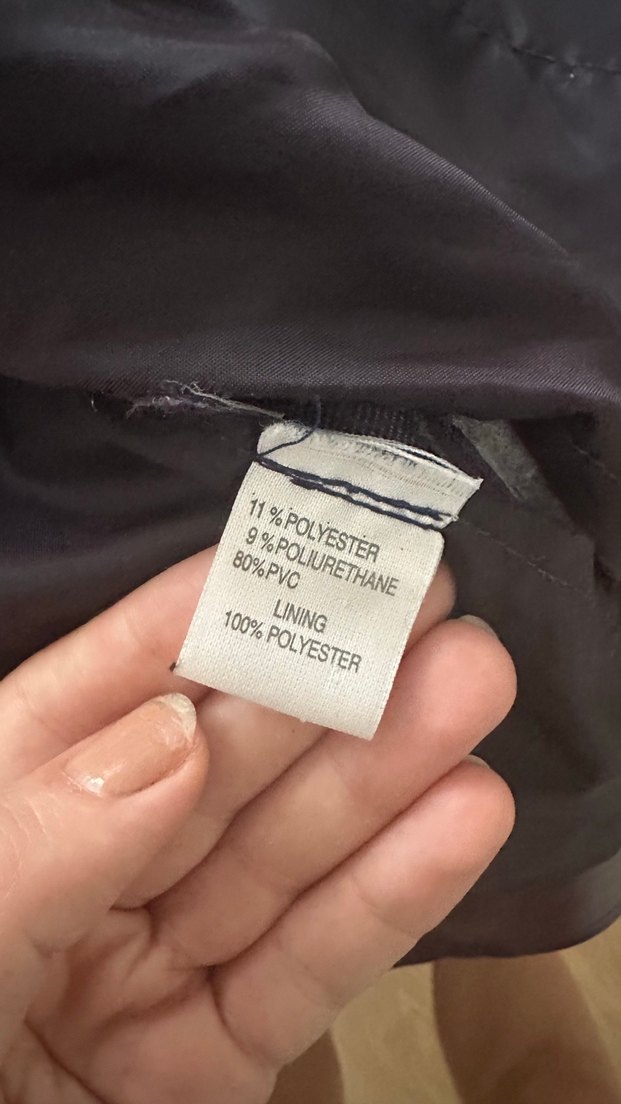 11 % POLYESTER
9 % POLIURETHANE
80% PVC
LINING
100% POLYESTER